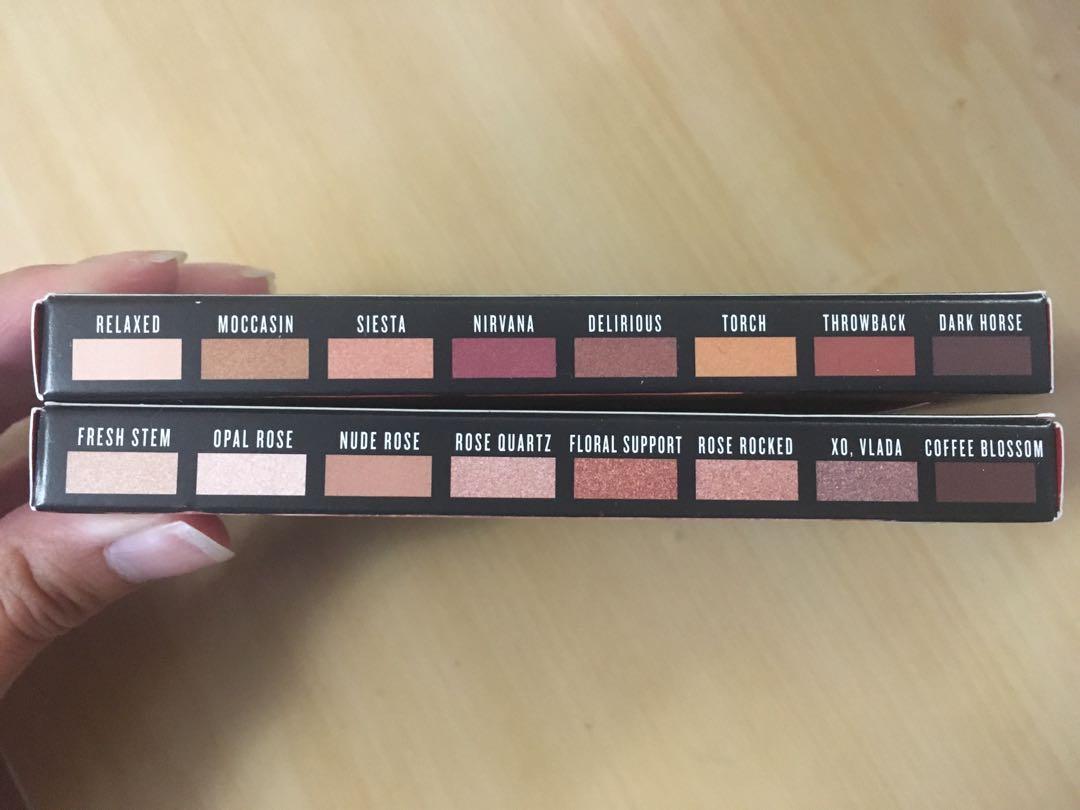 RELAXED MOCCASIN SIESTA NIRVANA DELIRIOUS TORCH THROWBACK DARK HORSE
FRESH STEM OPAL ROSE NUDE ROSE ROSE QUARTZ FLORAL SUPPORT ROSE ROCKED XO, VLADA COFFEE BLOSSOM